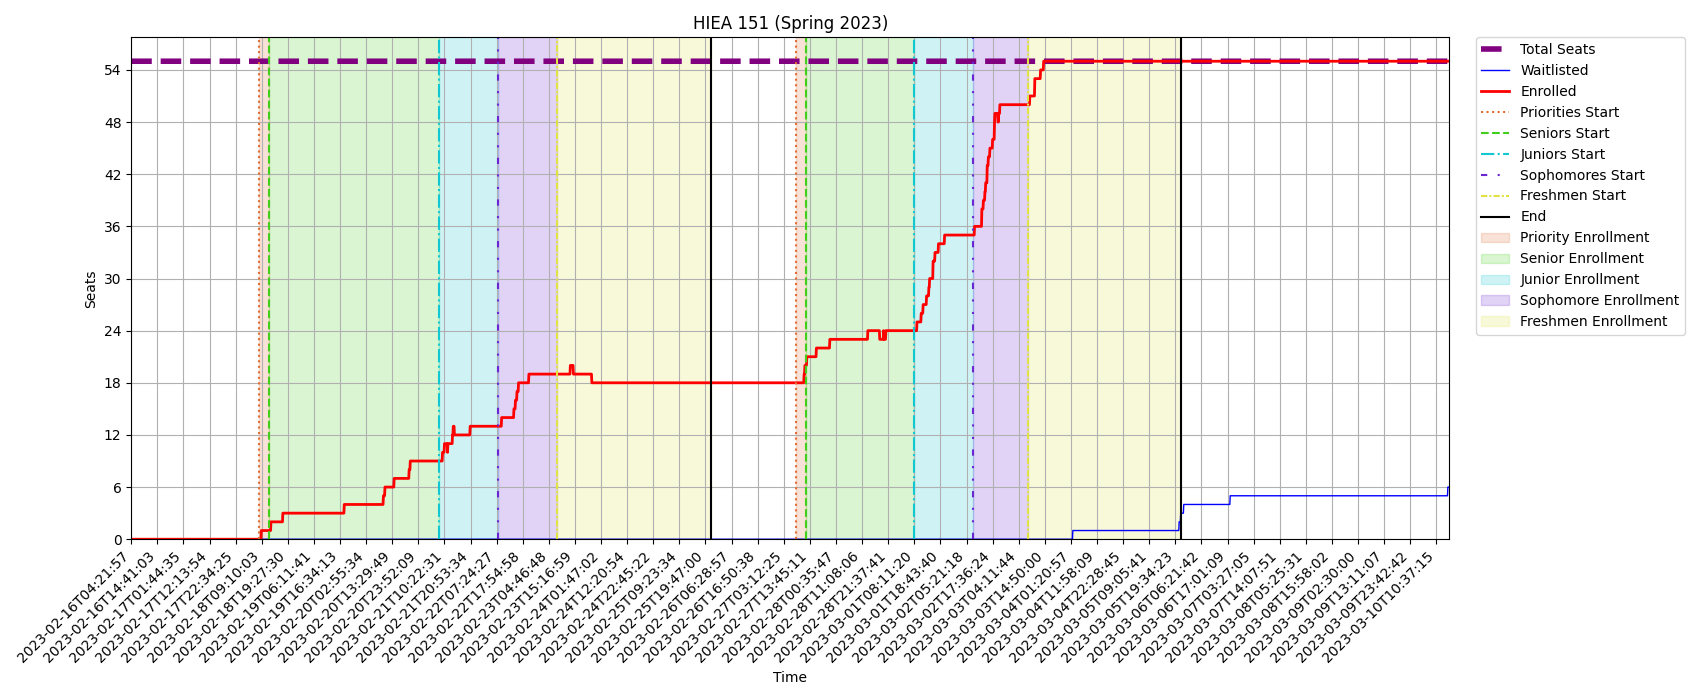 HIEA 151 (Spring 2023)
Seats
54
48
42
36
30
24
18
12
6
0
2023-02-16T04:21:57
2023-02-16T14:41:03
2023-02-17T01:44:35
2023-02-17T12:13:54
2023-02-17T22:34:25
2023-02-18T09:10:03
2023-02-18T19:27:30
2023-02-19T06:11:41
2023-02-19T16:34:13
2023-02-20T02:55:34
2023-02-20T13:29:49
2023-02-20T23:52:09
2023-02-21T10:22:31
2023-02-21T20:53:34
2023-02-22T07:24:27
2023-02-22T17:54:58
2023-02-23T04:46:48
2023-02-23T15:16:59
2023-02-24T01:47:02
2023-02-24T12:20:54
2023-02-24T22:45:22
2023-02-25T09:23:34
2023-02-25T19:47:00
2023-02-26T06:28:57
2023-02-26T16:50:38
2023-02-27T03:12:25
2023-02-27T13:45:11
2023-02-28T00:35:47
2023-02-28T11:08:06
2023-02-28T21:37:41
2023-03-01T08:11:20
2023-03-01T18:43:40
2023-03-02T05:21:18
2023-03-02T17:36:24
2023-03-03T04:11:44
2023-03-03T14:50:00
2023-03-04T01:20:57
2023-03-04T11:58:09
2023-03-04T22:28:45
2023-03-05T09:05:41
2023-03-05T19:34:23
2023-03-06T06:21:42
2023-03-06T17:01:09
2023-03-07T03:27:05
2023-03-07T14:07:51
2023-03-08T05:25:31
2023-03-08T15:58:02
2023-03-09T02:30:00
2023-03-09T13:11:07
2023-03-09T23:42:42
2023-03-10T10:37:15
Time
Total Seats
Waitlisted
Enrolled
Priorities Start
Seniors Start
Juniors Start
Sophomores Start
Freshmen Start
End
Priority Enrollment
Senior Enrollment
Junior Enrollment
Sophomore Enrollment
Freshmen Enrollment